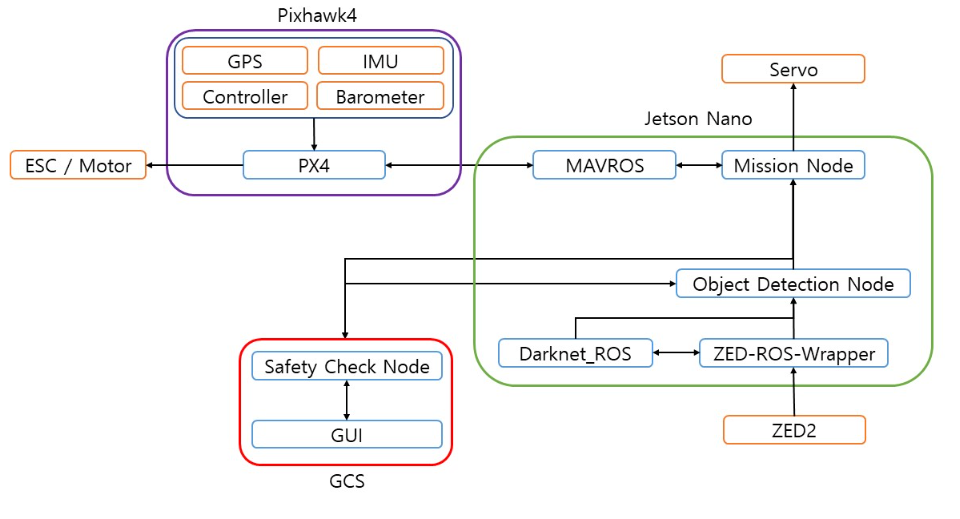 Pixhawk4
GPS
IMU
Controller
Barometer
Servo
Jetson Nano
ESC / Motor
PX4
MAVROS
Mission Node
Object Detection Node
Darknet_ROS
ZED-ROS-Wrapper
Safety Check Node
GUI
ZED2
GCS